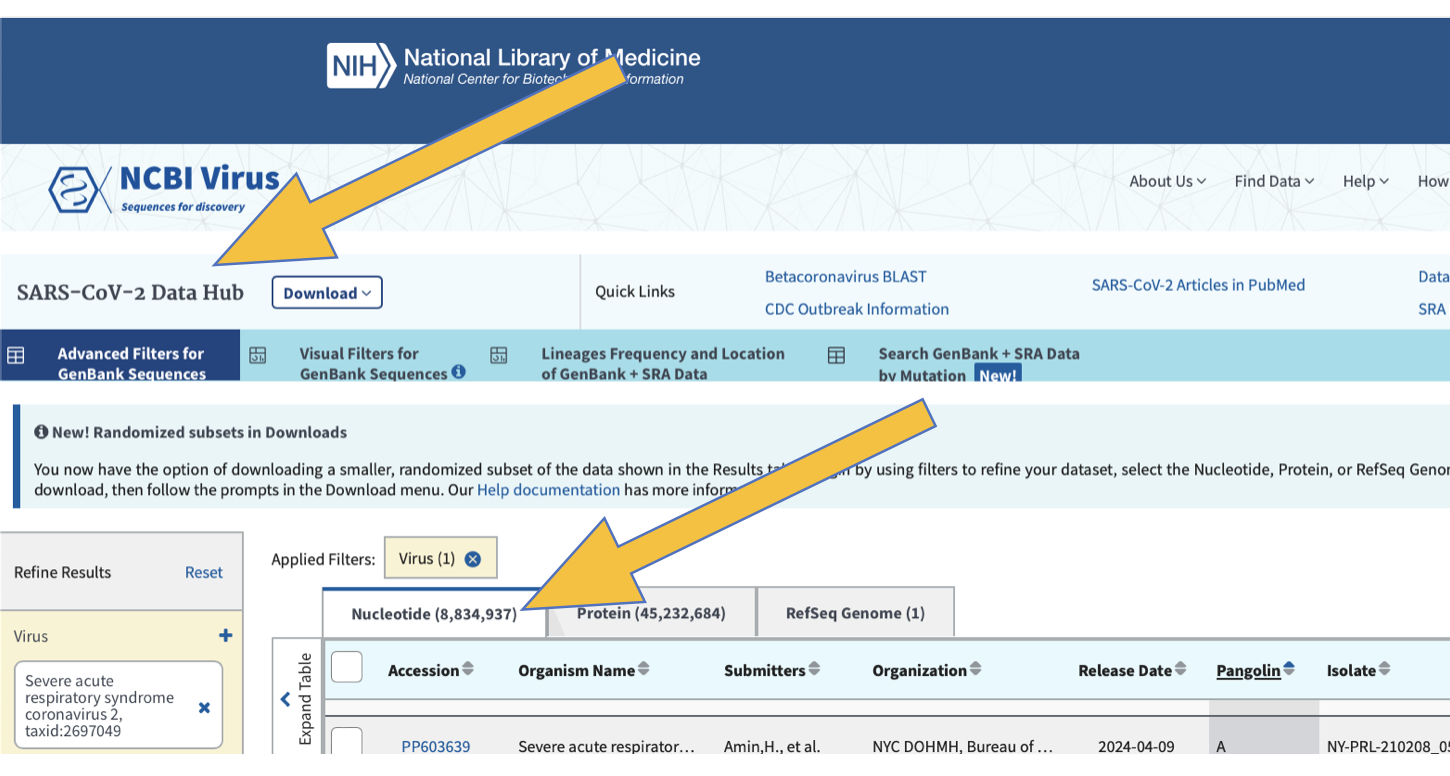 NIH National Library of Medicine
National Center for Biotec ormation
NCBI Virus
Sequences for discovery
About Us Find Data Help How
SARS-CoV-2 Data Hub Download
Quick Links
Betacoronavirus BLAST
SARS-CoV-2 Articles in PubMed
Data
CDC Outbreak Information
SRA
Advanced Filters for
GenBank Sequences
Visual Filters for
GenBank Sequences
Lineages Frequency and Location
of GenBank + SRA Data
Search GenBank + SRA Data
by Mutation New!
New! Randomized subsets in Downloads
You now have the option of downloading a smaller, randomized subset of the data shown in the Results by using filters to refine your dataset, select the Nucleotide, Protein, or RefSeq Geno
download, then follow the prompts in the Download menu. Our Help documentation has more infor
Refine Results Reset
Applied Filters: Virus (1)
Nucleotide (8,834,937) Protein (45,232,684) RefSeq Genome (1)
Virus
Severe acute
respiratory syndrome
coronavirus 2,
taxid:2697049
Expand Table
Accession Organism Name Submitters Organization Release Date Pangolin Isolate
PP603639 Severe acute respirator... Amin,H., et al. NYC DOHMH, Bureau of ... 2024-04-09 A NY-PRL-210208_0